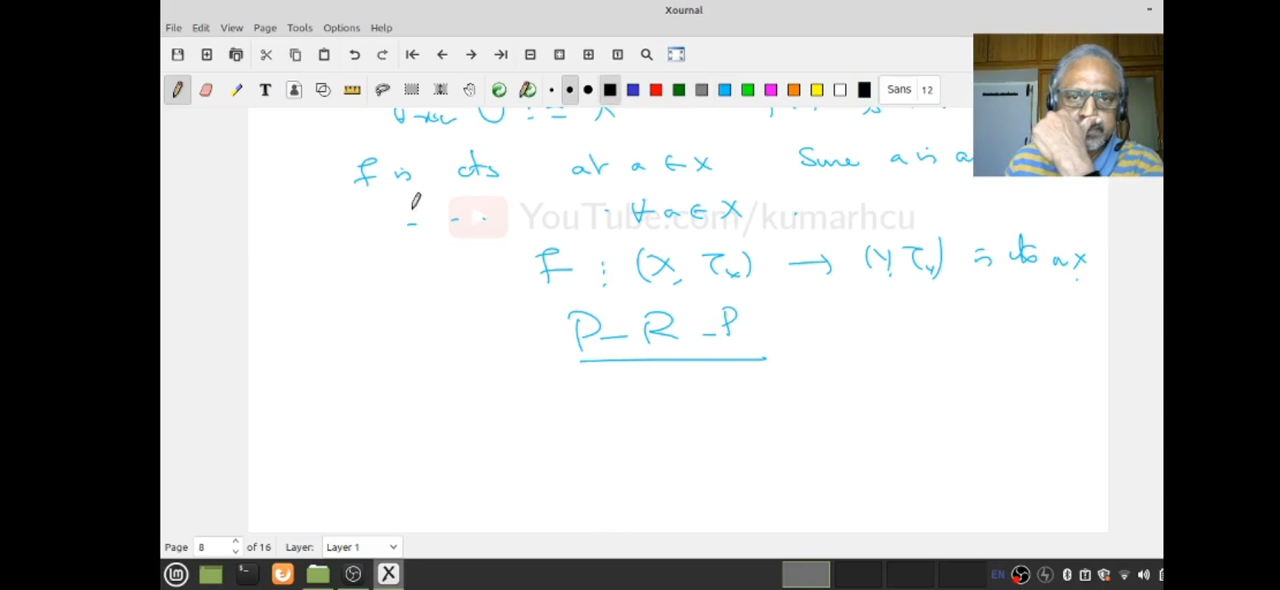 Xournal
File Edit View Page Tools Options Help
Sans 12
f is cts at a ∈ X Since a is a
∀ a ∈ X
YouTube.com/kumarhcu
f : (X, τx) → (Y, τy) is cts on X
P - R - P
Page 8 of 16 Layer: Layer 1
EN